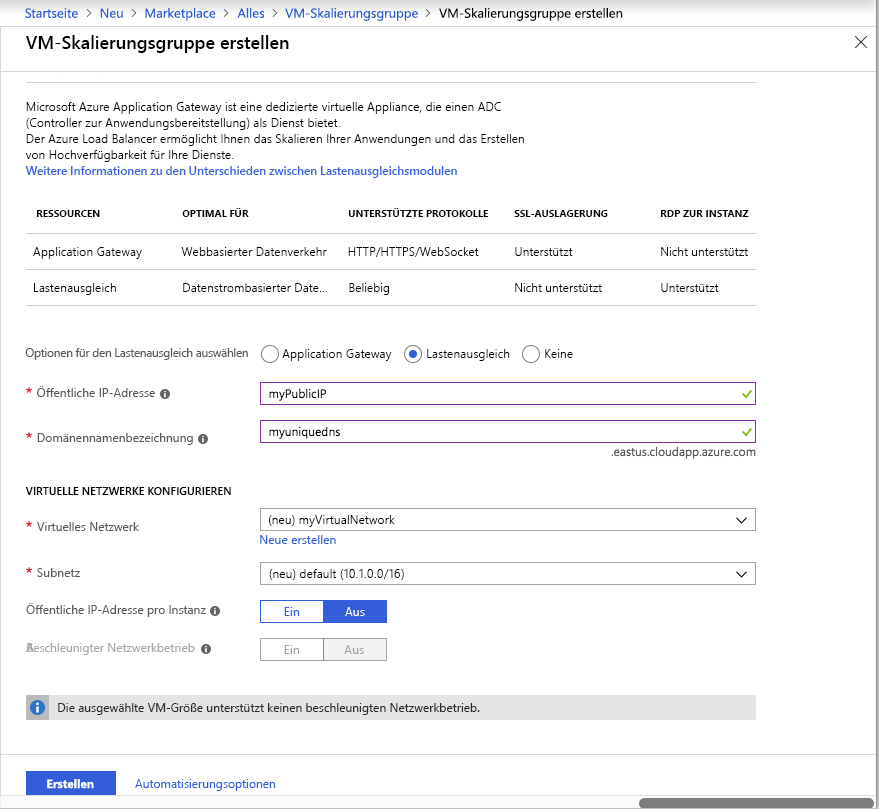 Startseite > Neu > Marketplace > Alles > VM-Skalierungsgruppe > VM-Skalierungsgruppe erstellen
VM-Skalierungsgruppe erstellen
Microsoft Azure Application Gateway ist eine dedizierte virtuelle Appliance, die einen ADC
(Controller zur Anwendungsbereitstellung) als Dienst bietet.
Der Azure Load Balancer ermöglicht Ihnen das Skalieren Ihrer Anwendungen und das Erstellen
von Hochverfügbarkeit für Ihre Dienste.
Weitere Informationen zu den Unterschieden zwischen Lastenausgleichsmodulen
RESSOURCEN OPTIMAL FÜR UNTERSTÜTZTE PROTOKOLLE SSL-AUSLAGERUNG RDP ZUR INSTANZ
Application Gateway Webbasierter Datenverkehr HTTP/HTTPS/WebSocket Unterstützt Nicht unterstützt
Lastenausgleich Datenstrombasierter Date... Beliebig Nicht unterstützt Unterstützt
Optionen für den Lastenausgleich auswählen Application Gateway Lastenausgleich Keine
* Öffentliche IP-Adresse myPublicIP
* Domänennamenbezeichnung myuniquedns
.eastus.cloudapp.azure.com
VIRTUELLE NETZWERKE KONFIGURIEREN
* Virtuelles Netzwerk (neu) myVirtualNetwork
Neue erstellen
* Subnetz (neu) default (10.1.0.0/16)
Öffentliche IP-Adresse pro Instanz Ein Aus
Beschleunigter Netzwerkbetrieb Ein Aus
Die ausgewählte VM-Größe unterstützt keinen beschleunigten Netzwerkbetrieb.
Erstellen Automatisierungsoptionen